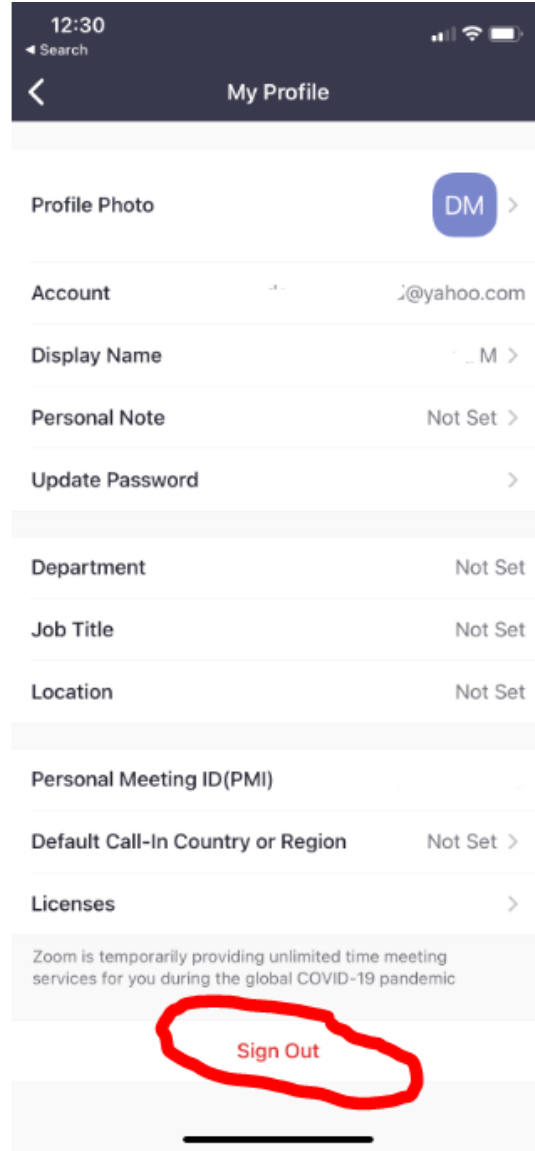 12:30
◀ Search
My Profile
Profile Photo DM
Account @yahoo.com
Display Name M
Personal Note Not Set
Update Password
Department Not Set
Job Title Not Set
Location Not Set
Personal Meeting ID(PMI)
Default Call-In Country or Region Not Set
Licenses
Zoom is temporarily providing unlimited time meeting
services for you during the global COVID-19 pandemic
Sign Out